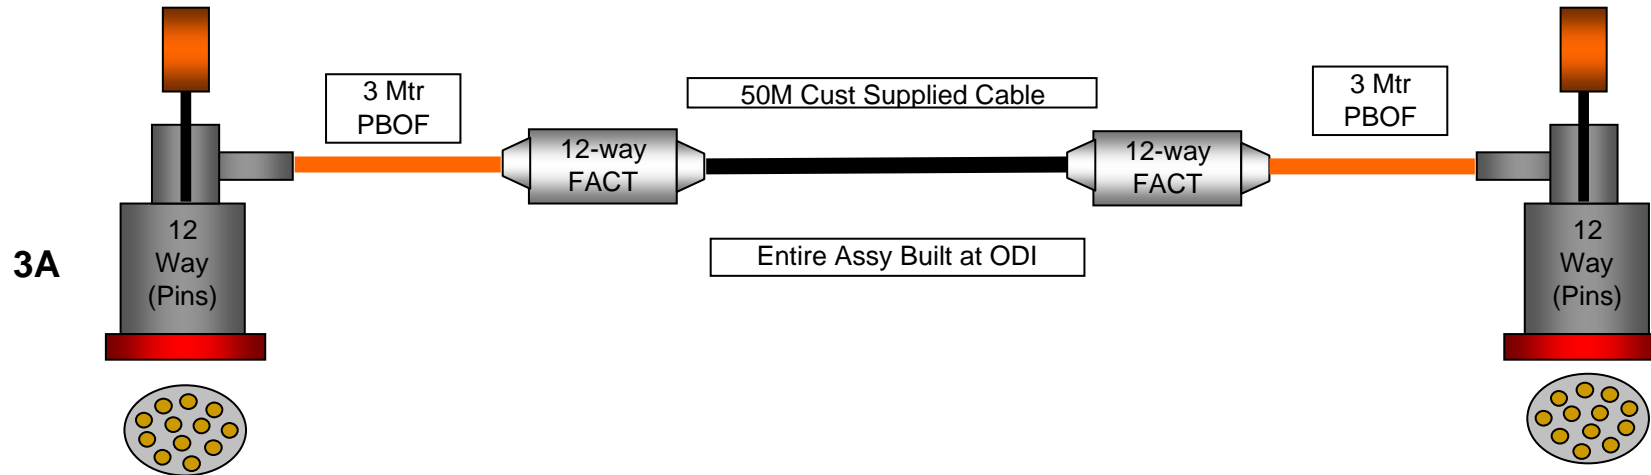 3 Mtr
PBOF
50M Cust Supplied Cable
3 Mtr
PBOF
12-way
FACT
12-way
FACT
12
Way
(Pins)
3A
Entire Assy Built at ODI
12
Way
(Pins)